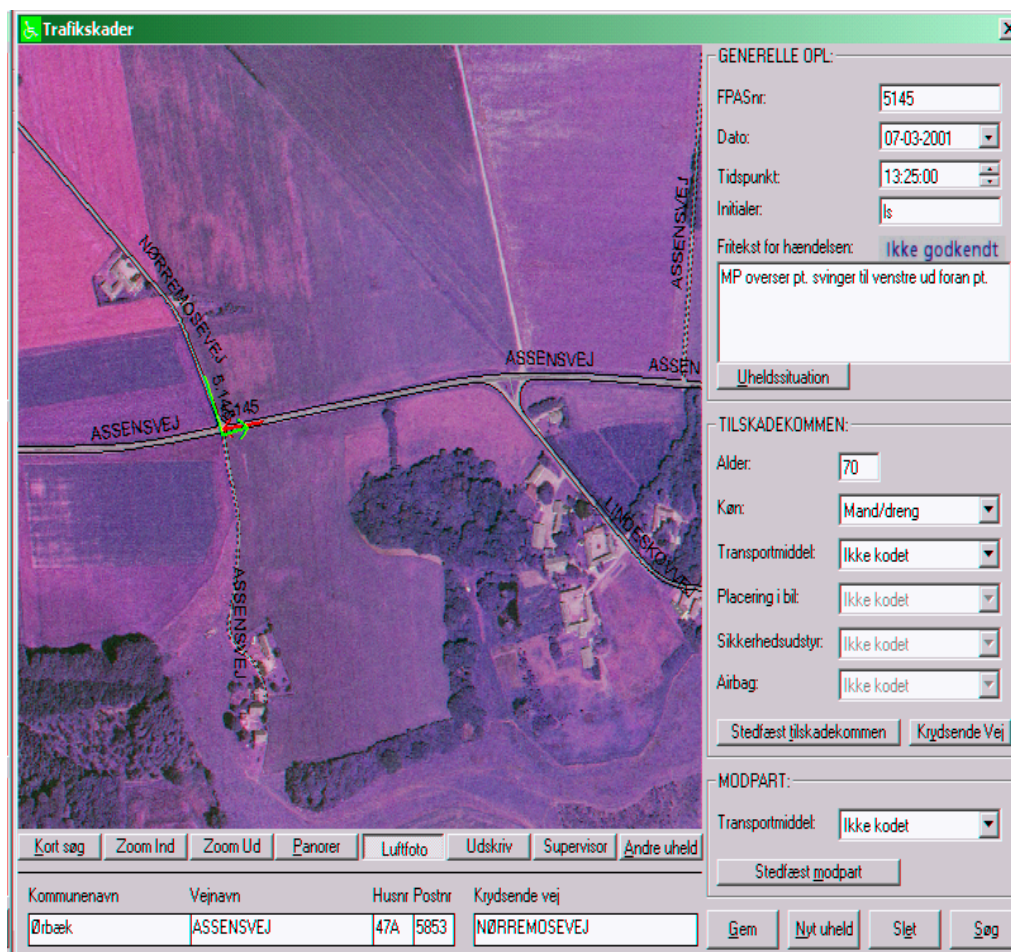 Trafikskader
GENERELLE OPL:
FPASnr:
5145
Dato:
07-03-2001
Tidspunkt:
13:25:00
Initialer:
ls
Fritekst for hændelsen:
Ikke godkendt
MP overser pt. svinger til venstre ud foran pt.
Uheldssituation
TILSKADEKOMMEN:
Alder:
70
Køn:
Mand/dreng
Transportmiddel:
Ikke kodet
Placering i bil:
Ikke kodet
Sikkerhedsudstyr:
Ikke kodet
Airbag:
Ikke kodet
Stedfæst tilskadekommen
Krydsende Vej
MODPART:
Transportmiddel:
Ikke kodet
Stedfæst modpart
Gem
Nyt uheld
Slet
Søg
NØRREMOSEVEJ
ASSENSVEJ
ASSENSVEJ
ASSEN
ASSENSVEJ
5145
LINDESKOVVEJ
ASSENSVEJ
Kort søg
Zoom Ind
Zoom Ud
Panorer
Luftfoto
Udskriv
Supervisor
Andre uheld
Kommunenavn
Vejnavn
Husnr
Postnr
Krydsende vej
Ørbæk
ASSENSVEJ
47A
5853
NØRREMOSEVEJ